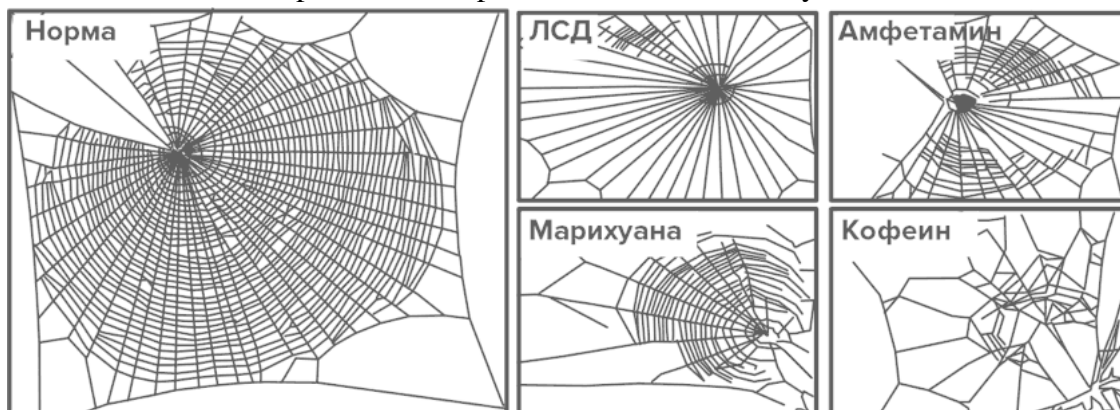 Норма
ЛСД
Амфетамин
Марихуана
Кофеин